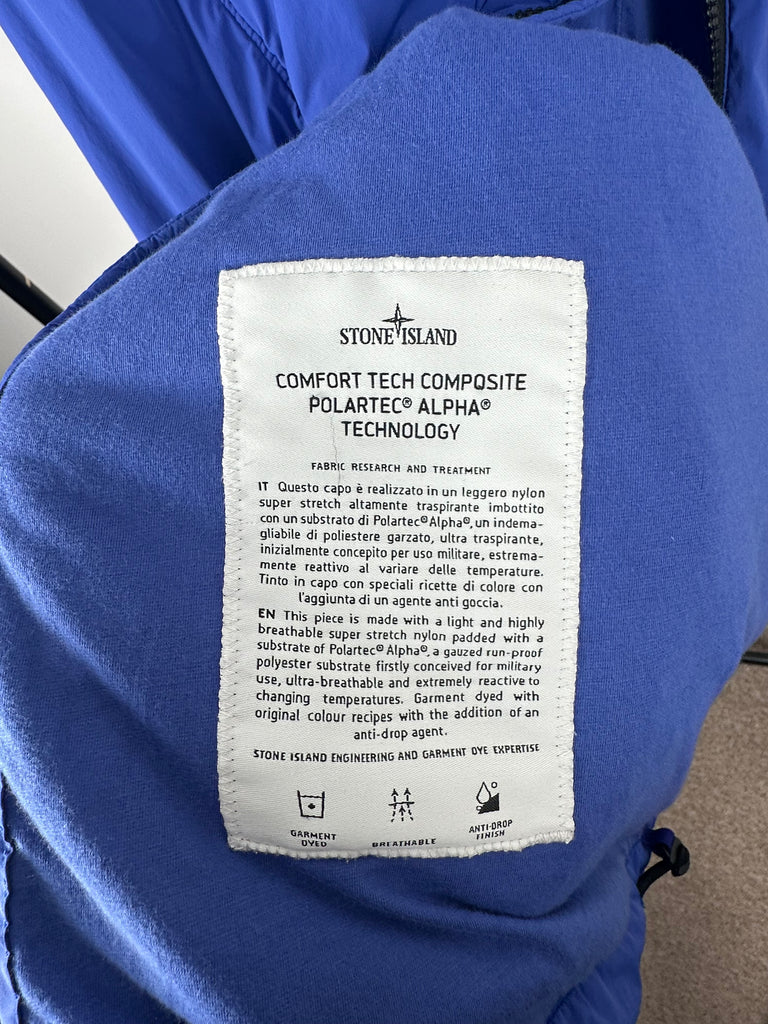 STONE ISLAND
COMFORT TECH COMPOSITE
POLARTEC® ALPHA®
TECHNOLOGY
FABRIC RESEARCH AND TREATMENT
IT Questo capo è realizzato in un leggero nylon
super stretch altamente traspirante imbottito
con un substrato di Polartec®Alpha®, un indema-
gliabile di poliestere garzato, ultra traspirante,
inizialmente concepito per uso militare, estrema-
mente reattivo al variare delle temperature.
Tinto in capo con speciali ricette di colore con
l'aggiunta di un agente anti goccia.
EN This piece is made with a light and highly
breathable super stretch nylon padded with a
substrate of Polartec®Alpha®, a gauzed run-proof
polyester substrate firstly conceived for military
use, ultra-breathable and extremely reactive to
changing temperatures. Garment dyed with
original colour recipes with the addition of an
anti-drop agent.
STONE ISLAND ENGINEERING AND GARMENT DYE EXPERTISE
GARMENT
DYED
BREATHABLE
ANTI-DROP
FINISH